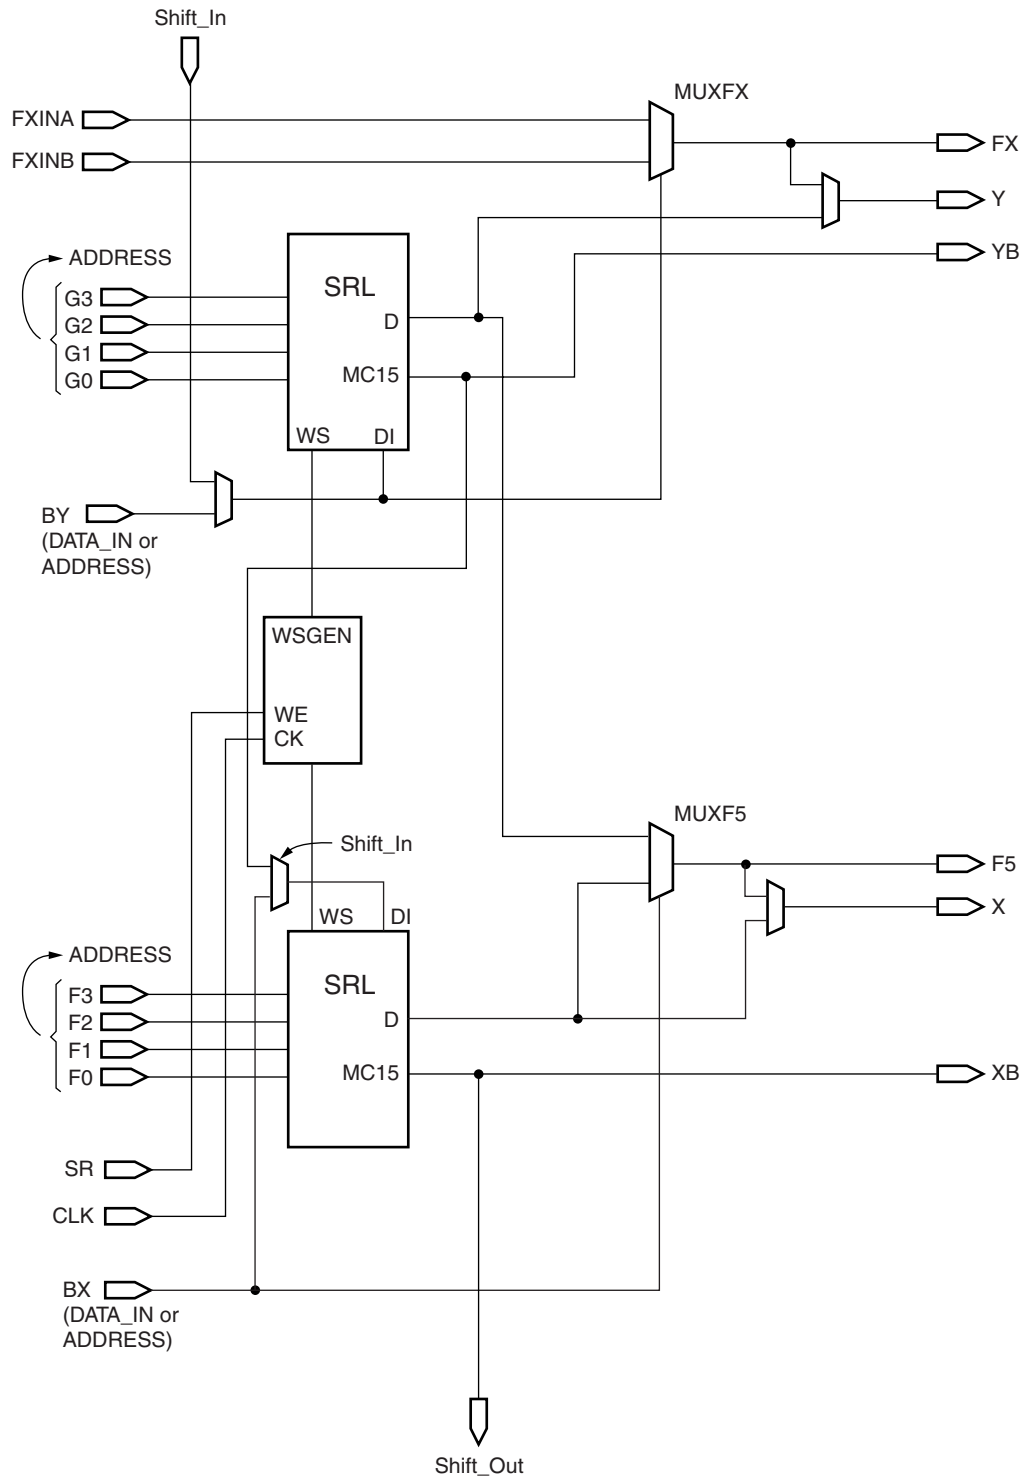 Shift_In
MUXFX
FXINA
FX
FXINB
Y
ADDRESS
YB
SRL
G3
G2
D
G1
MC15
G0
WS
DI
BY
(DATA_IN or
ADDRESS)
WSGEN
WE
CK
MUXF5
Shift_In
F5
X
WS
DI
ADDRESS
SRL
F3
F2
D
F1
MC15
XB
F0
SR
CLK
BX
(DATA_IN or
ADDRESS)
Shift_Out